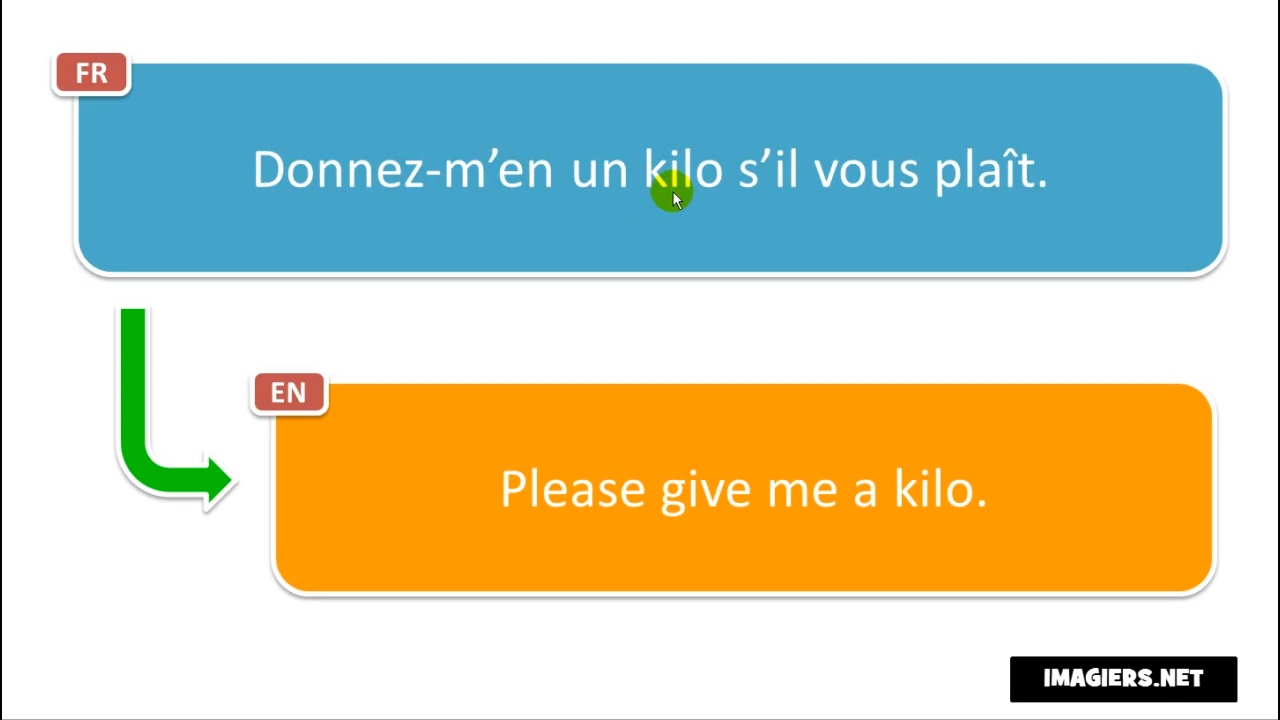 FR
Donnez-m’en un kilo s’il vous plaît.
EN
Please give me a kilo.
IMAGIERS.NET